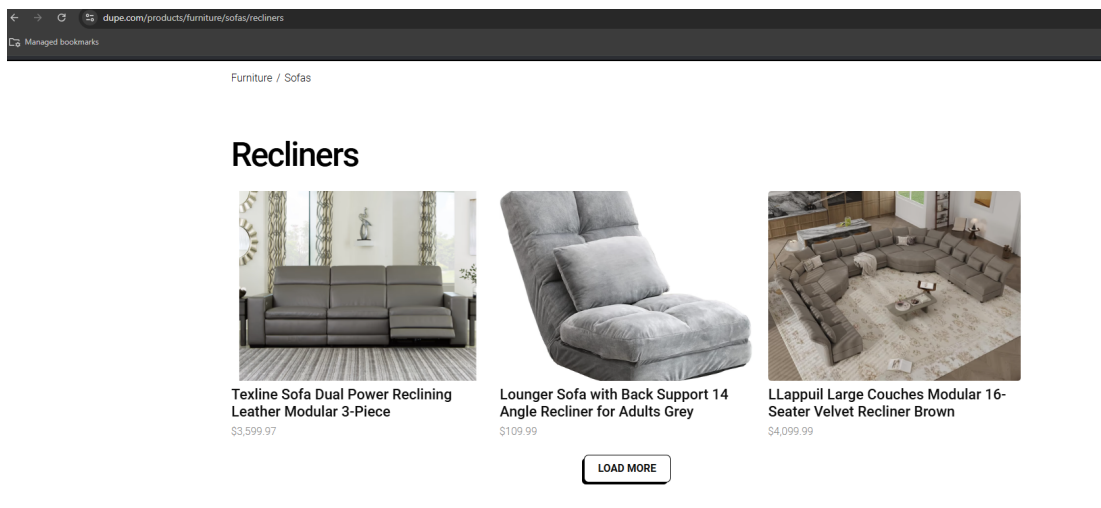 dupe.com/products/furniture/sofas/recliners
Managed bookmarks
Furniture / Sofas
Recliners
Texline Sofa Dual Power Reclining
Leather Modular 3-Piece
$3,599.97
Lounger Sofa with Back Support 14
Angle Recliner for Adults Grey
$109.99
LLappuil Large Couches Modular 16-
Seater Velvet Recliner Brown
$4,099.99
LOAD MORE